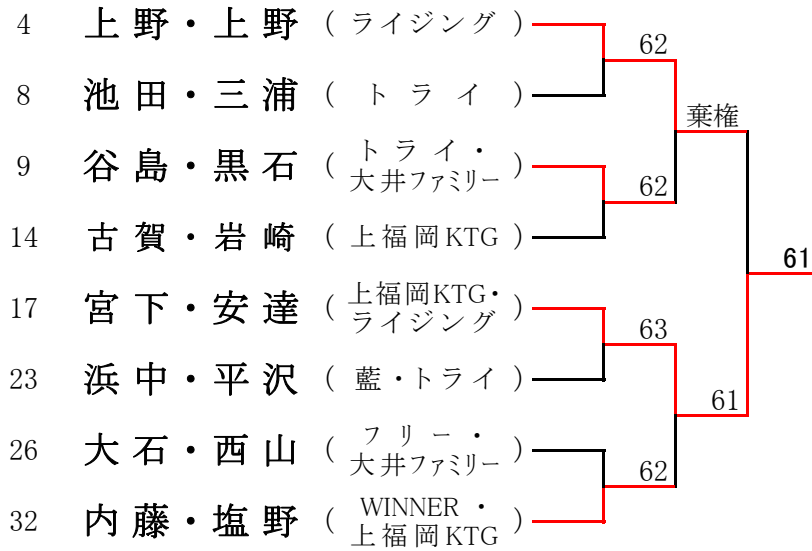 4 上野・上野 ( ライジング )
62
8 池田・三浦 ( トライ )
棄権
9 谷島・黒石 ( トライ・
大井ファミリー )
62
14 古賀・岩崎 ( 上福岡KTG )
61
17 宮下・安達 ( 上福岡KTG・
ライジング )
63
23 浜中・平沢 ( 藍・トライ )
61
26 大石・西山 ( フリー・
大井ファミリー )
62
32 内藤・塩野 ( WINNER・
上福岡KTG )